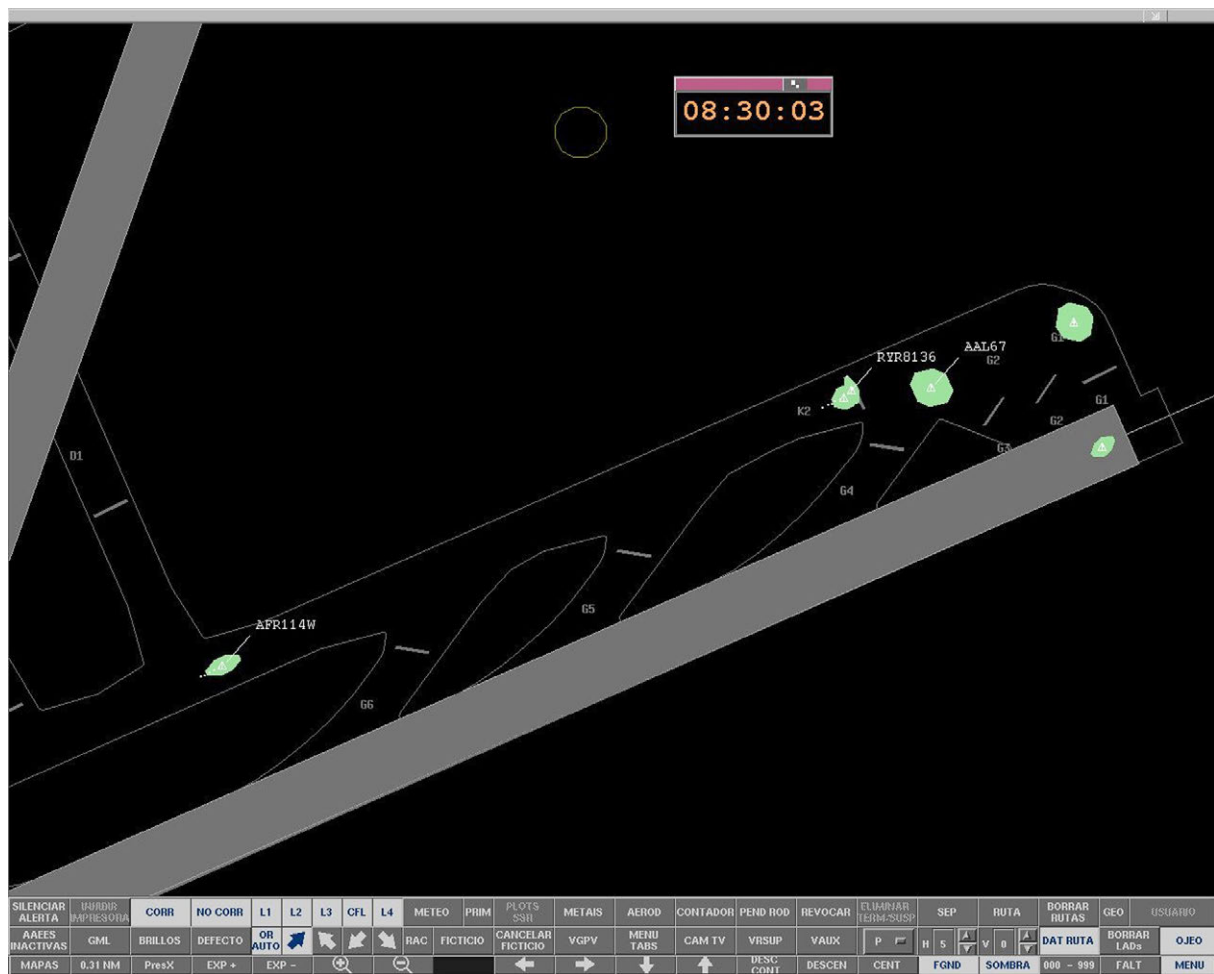 08:30:03
RYR8136
AAL67
G1
G2
K2
G1
G2
G3
D1
G4
G5
AFR114W
G6
SILENCIAR ALERTA
IMPRESORA
CORR
NO CORR
L1
L2
L3
CFL
L4
METEO
PRIM
PLOTS SSR
METAIS
AEROD
CONTADOR
PEND ROD
REVOCAR
ELIMINAR TERM-SUSP
SEP
RUTA
BORRAR RUTAS
GEO
USUARIO
AAEES INACTIVAS
GML
BRILLOS
DEFECTO
OR AUTO
RAC
FICTICIO
CANCELAR FICTICIO
VGPV
MENU TABS
CAM TV
VRSUP
VAUX
P
H 5
V 0
DAT RUTA
BORRAR LADs
OJEO
MAPAS
0.31 NM
PresX
EXP +
EXP -
DESC CONT
DESCEN
CENT
FGND
SOMBRA
000 - 999
FALT
MENU